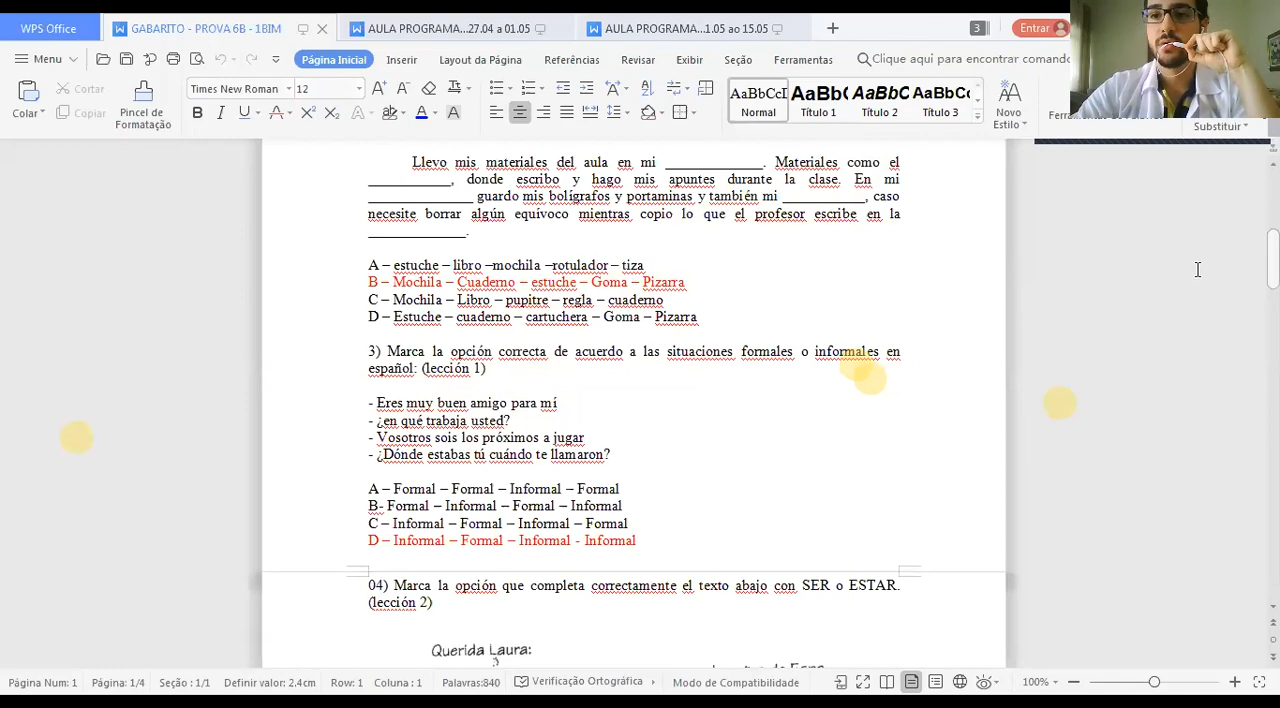 WPS Office GABARITO - PROVA 6B - 1BIM AULA PROGRAMA...27.04 a 01.05 AULA PROGRAMA...1.05 ao 15.05 3 Entrar
Menu Página Inicial Inserir Layout da Página Referências Revisar Exibir Seção Ferramentas Clique aqui para encontrar comando
Cortar Times New Roman 12 AaBbCcD AaBb( AaBbC AaBbC
Colar Copiar Pincel de Formatação Normal Título 1 Título 2 Título 3 Novo Estilo Substituir
Llevo mis materiales del aula en mi _____________. Materiales como el
___________, donde escribo y hago mis apuntes durante la clase. En mi
______________ guardo mis bolígrafos y portaminas y también mi ___________, caso
necesite borrar algún equívoco mientras copio lo que el profesor escribe en la
_____________.
A – estuche – libro –mochila –rotulador – tiza
B – Mochila – Cuaderno – estuche – Goma – Pizarra
C – Mochila – Libro – pupitre – regla – cuaderno
D – Estuche – cuaderno – cartuchera – Goma – Pizarra
3) Marca la opción correcta de acuerdo a las situaciones formales o informales en
español: (lección 1)
- Eres muy buen amigo para mí
- ¿en qué trabaja usted?
- Vosotros sois los próximos a jugar
- ¿Dónde estabas tú cuándo te llamaron?
A – Formal – Formal – Informal – Formal
B- Formal – Informal – Formal – Informal
C – Informal – Formal – Informal – Formal
D – Informal – Formal – Informal - Informal
04) Marca la opción que completa correctamente el texto abajo con SER o ESTAR.
(lección 2)
Querida Laura:
Página Num: 1 Página: 1/4 Seção : 1/1 Definir valor: 2,4cm Row: 1 Coluna : 1 Palavras:840 Verificação Ortográfica Modo de Compatibilidade 100%